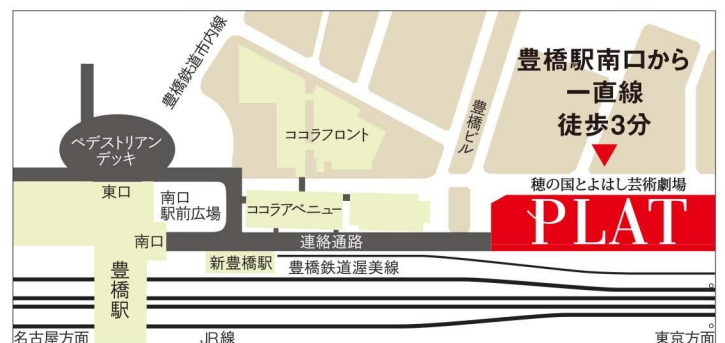 豊橋鉄道市内線
豊橋駅南口から
一直線
徒歩3分
ココラフロント
豊橋ビル
ペデストリアン
デッキ
穂の国とよはし芸術劇場
PLAT
東口
南口
駅前広場
ココラアベニュー
南口
連絡通路
新豊橋駅
豊橋鉄道渥美線
豊橋駅
名古屋方面
JR線
東京方面